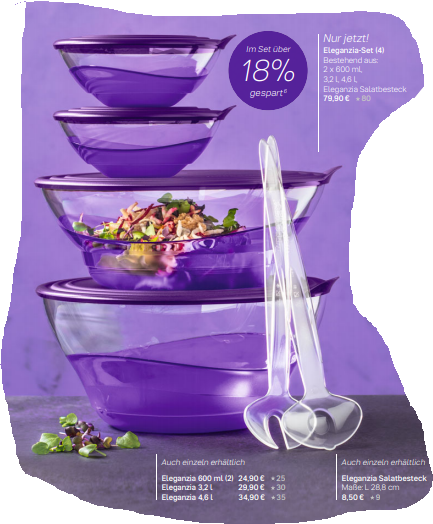 Im Set über
18%
gespart⁶
Nur jetzt!
Eleganzia-Set (4)
Bestehend aus:
2 x 600 ml,
3,2 l, 4,6 l,
Eleganzia Salatbesteck
79,90 € ★ 80
Auch einzeln erhältlich
Eleganzia 600 ml (2) 24,90 € ★ 25
Eleganzia 3,2 l 29,90 € ★ 30
Eleganzia 4,6 l 34,90 € ★ 35
Auch einzeln erhältlich
Eleganzia Salatbesteck
Maße: L 28,8 cm
8,50 € ★ 9